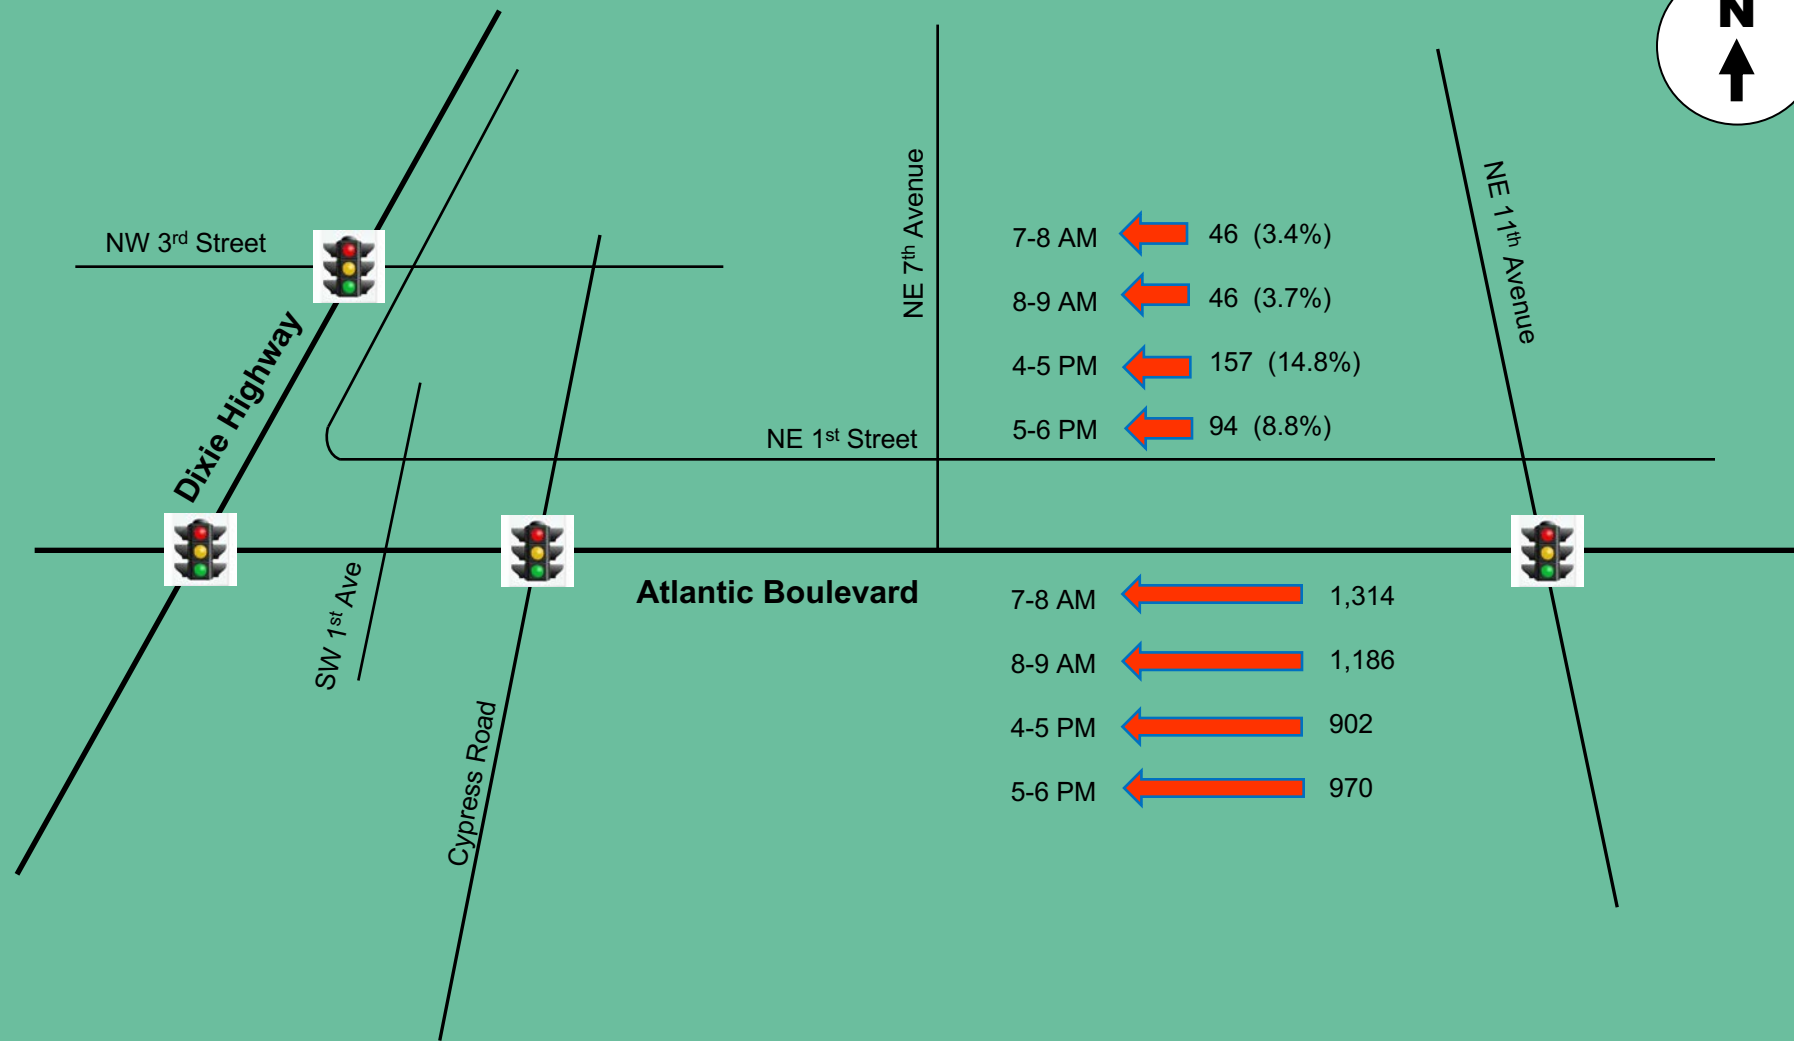 N
NW 3rd Street
Dixie Highway
NE 7th Avenue
NE 11th Avenue
7-8 AM 46 (3.4%)
8-9 AM 46 (3.7%)
4-5 PM 157 (14.8%)
5-6 PM 94 (8.8%)
NE 1st Street
Atlantic Boulevard
SW 1st Ave
Cypress Road
7-8 AM 1,314
8-9 AM 1,186
4-5 PM 902
5-6 PM 970